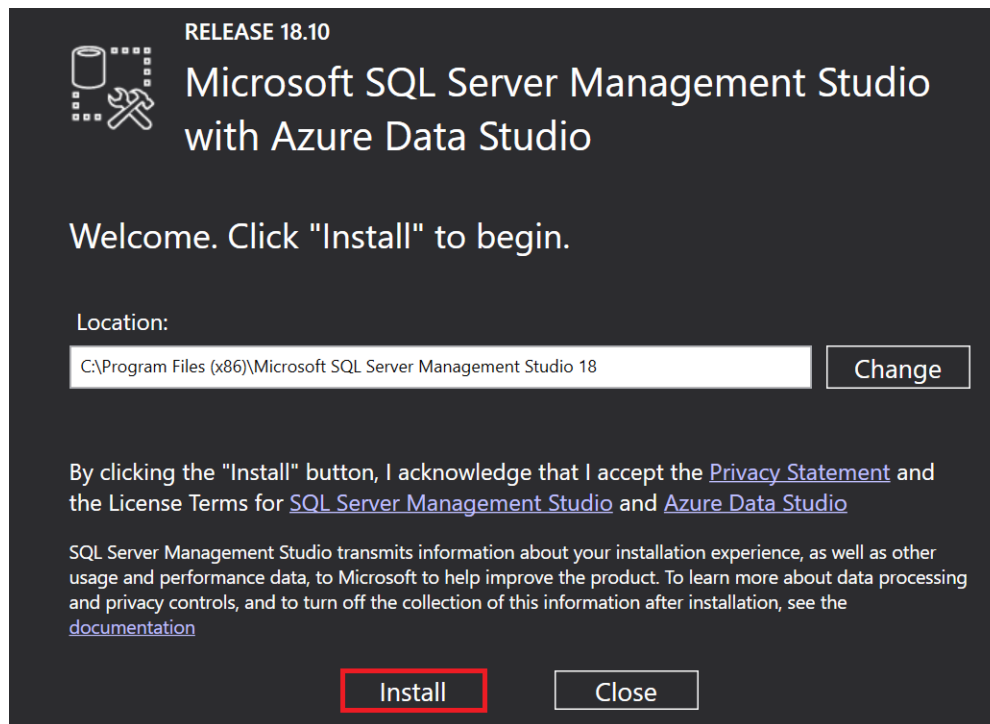 RELEASE 18.10
Microsoft SQL Server Management Studio
with Azure Data Studio
Welcome. Click "Install" to begin.
Location:
C:\Program Files (x86)\Microsoft SQL Server Management Studio 18
Change
By clicking the "Install" button, I acknowledge that I accept the Privacy Statement and
the License Terms for SQL Server Management Studio and Azure Data Studio
SQL Server Management Studio transmits information about your installation experience, as well as other
usage and performance data, to Microsoft to help improve the product. To learn more about data processing
and privacy controls, and to turn off the collection of this information after installation, see the
documentation
Install
Close